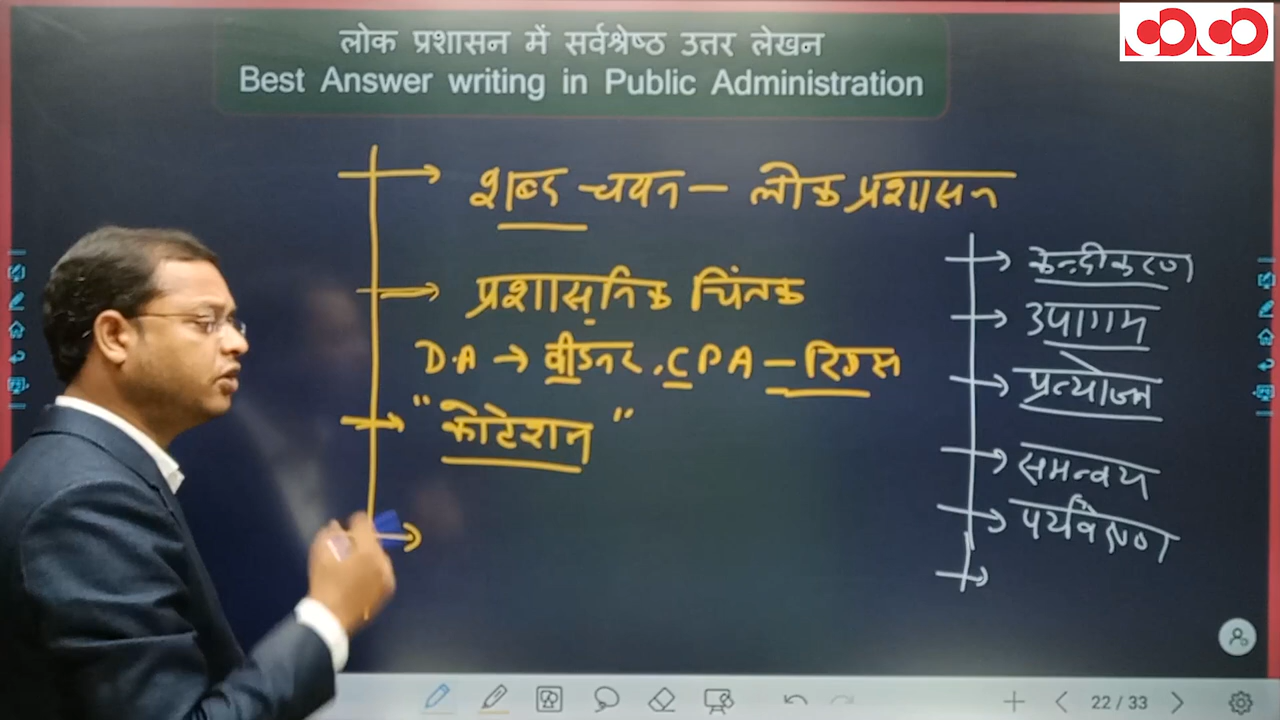 लोक प्रशासन में सर्वश्रेष्ठ उत्तर लेखन
Best Answer writing in Public Administration
शब्द चयन – लोक प्रशासन
प्रशासनिक चिंतक
D.A → वीडनर. CPA – रिग्स
"कोटेशन"
केन्द्रीकरण
उपागम
प्रत्योजन
समन्वय
पर्यवेक्षण
22 / 33